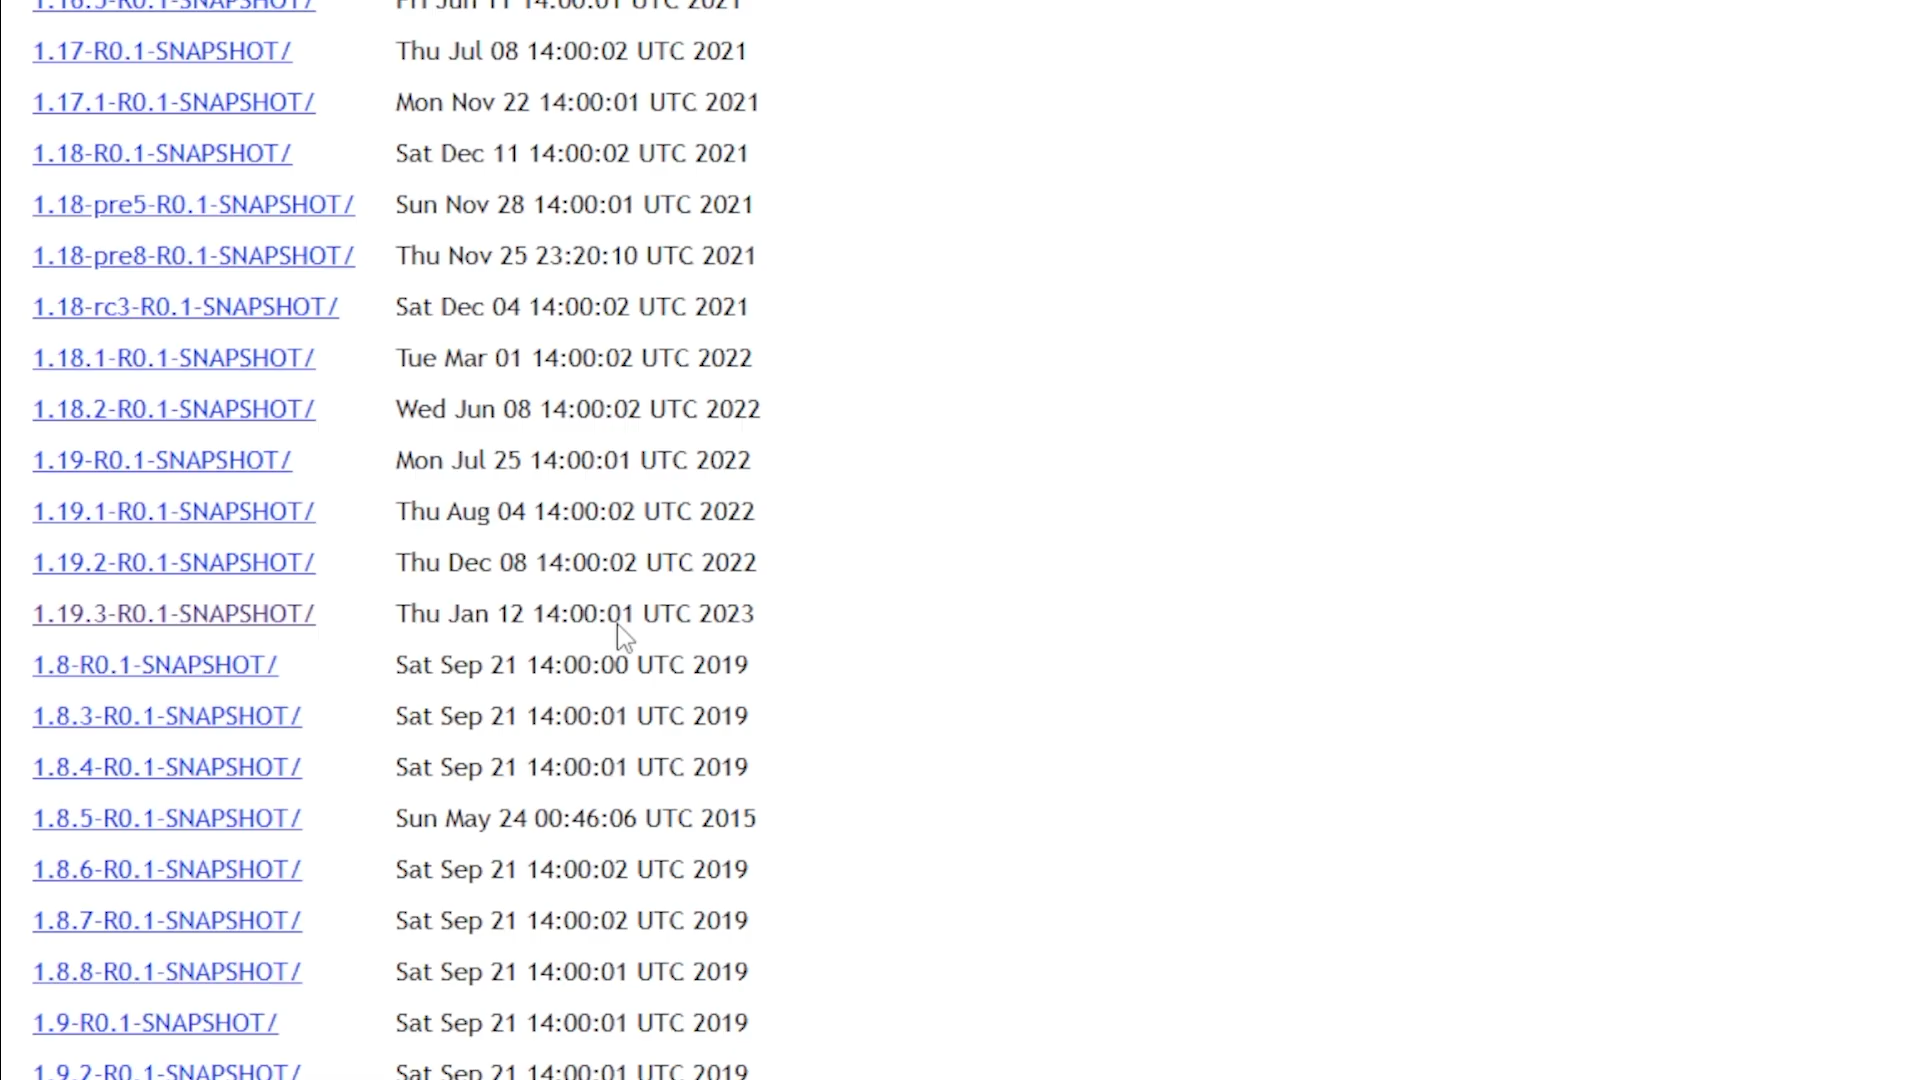 1.16.5-R0.1-SNAPSHOT/ Fri Jun 11 14:00:01 UTC 2021
1.17-R0.1-SNAPSHOT/ Thu Jul 08 14:00:02 UTC 2021
1.17.1-R0.1-SNAPSHOT/ Mon Nov 22 14:00:01 UTC 2021
1.18-R0.1-SNAPSHOT/ Sat Dec 11 14:00:02 UTC 2021
1.18-pre5-R0.1-SNAPSHOT/ Sun Nov 28 14:00:01 UTC 2021
1.18-pre8-R0.1-SNAPSHOT/ Thu Nov 25 23:20:10 UTC 2021
1.18-rc3-R0.1-SNAPSHOT/ Sat Dec 04 14:00:02 UTC 2021
1.18.1-R0.1-SNAPSHOT/ Tue Mar 01 14:00:02 UTC 2022
1.18.2-R0.1-SNAPSHOT/ Wed Jun 08 14:00:02 UTC 2022
1.19-R0.1-SNAPSHOT/ Mon Jul 25 14:00:01 UTC 2022
1.19.1-R0.1-SNAPSHOT/ Thu Aug 04 14:00:02 UTC 2022
1.19.2-R0.1-SNAPSHOT/ Thu Dec 08 14:00:02 UTC 2022
1.19.3-R0.1-SNAPSHOT/ Thu Jan 12 14:00:01 UTC 2023
1.8-R0.1-SNAPSHOT/ Sat Sep 21 14:00:00 UTC 2019
1.8.3-R0.1-SNAPSHOT/ Sat Sep 21 14:00:01 UTC 2019
1.8.4-R0.1-SNAPSHOT/ Sat Sep 21 14:00:01 UTC 2019
1.8.5-R0.1-SNAPSHOT/ Sun May 24 00:46:06 UTC 2015
1.8.6-R0.1-SNAPSHOT/ Sat Sep 21 14:00:02 UTC 2019
1.8.7-R0.1-SNAPSHOT/ Sat Sep 21 14:00:02 UTC 2019
1.8.8-R0.1-SNAPSHOT/ Sat Sep 21 14:00:01 UTC 2019
1.9-R0.1-SNAPSHOT/ Sat Sep 21 14:00:01 UTC 2019
1.9.2-R0.1-SNAPSHOT/ Sat Sep 21 14:00:01 UTC 2019